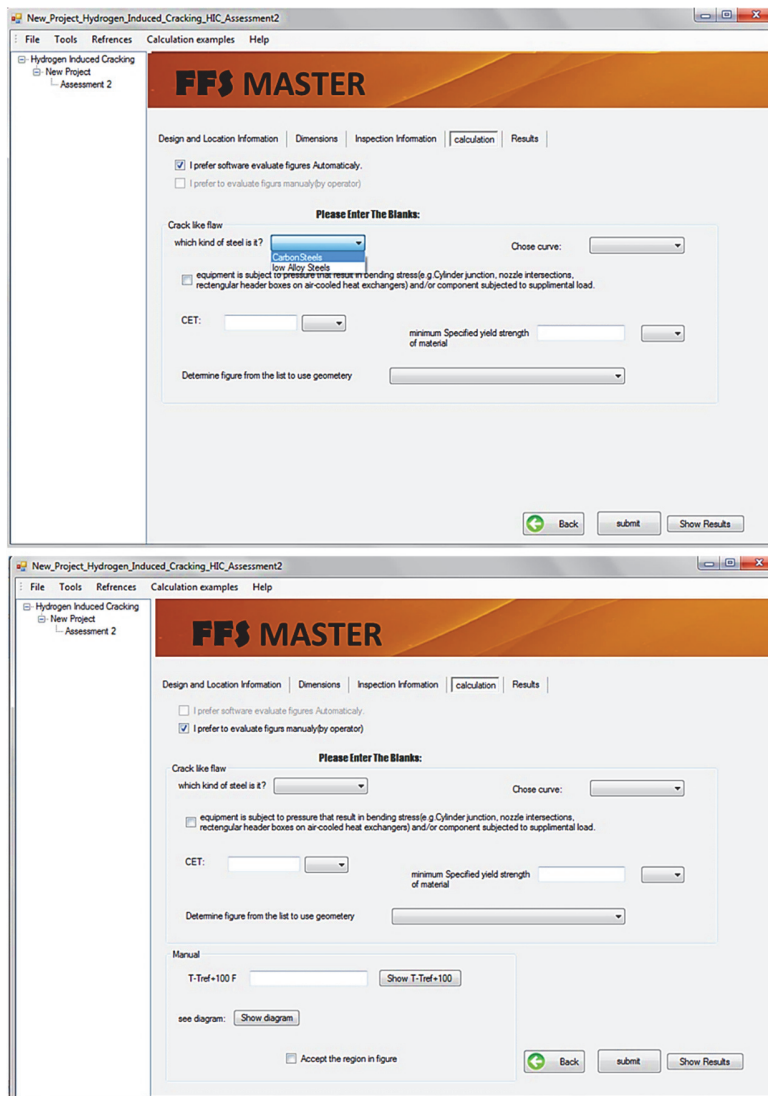 New_Project_Hydrogen_Induced_Cracking_HIC_Assessment2
File Tools Refrences Calculation examples Help
Hydrogen Induced Cracking
New Project
Assessment 2
FFS MASTER
Design and Location Information Dimensions Inspection Information calculation Results
I prefer software evaluate figures Automaticaly.
I prefer to evaluate figurs manualy(by operator)
Please Enter The Blanks:
Crack like flaw
which kind of steel is it?
Chose curve:
CarbonSteels
low Alloy Steels
equipment is subject to pressure that result in bending stress(e.g.Cylinder junction, nozzle intersections,
rectengular header boxes on air-cooled heat exchangers) and/or component subjected to supplimental load.
CET:
minimum Specified yield strength
of material
Determine figure from the list to use geometery
Back submit Show Results
New_Project_Hydrogen_Induced_Cracking_HIC_Assessment2
File Tools Refrences Calculation examples Help
Hydrogen Induced Cracking
New Project
Assessment 2
FFS MASTER
Design and Location Information Dimensions Inspection Information calculation Results
I prefer software evaluate figures Automaticaly.
I prefer to evaluate figurs manualy(by operator)
Please Enter The Blanks:
Crack like flaw
which kind of steel is it?
Chose curve:
equipment is subject to pressure that result in bending stress(e.g.Cylinder junction, nozzle intersections,
rectengular header boxes on air-cooled heat exchangers) and/or component subjected to supplimental load.
CET:
minimum Specified yield strength
of material
Determine figure from the list to use geometery
Manual
T-Tref+100 F
Show T-Tref+100
see diagram: Show diagram
Accept the region in figure
Back submit Show Results